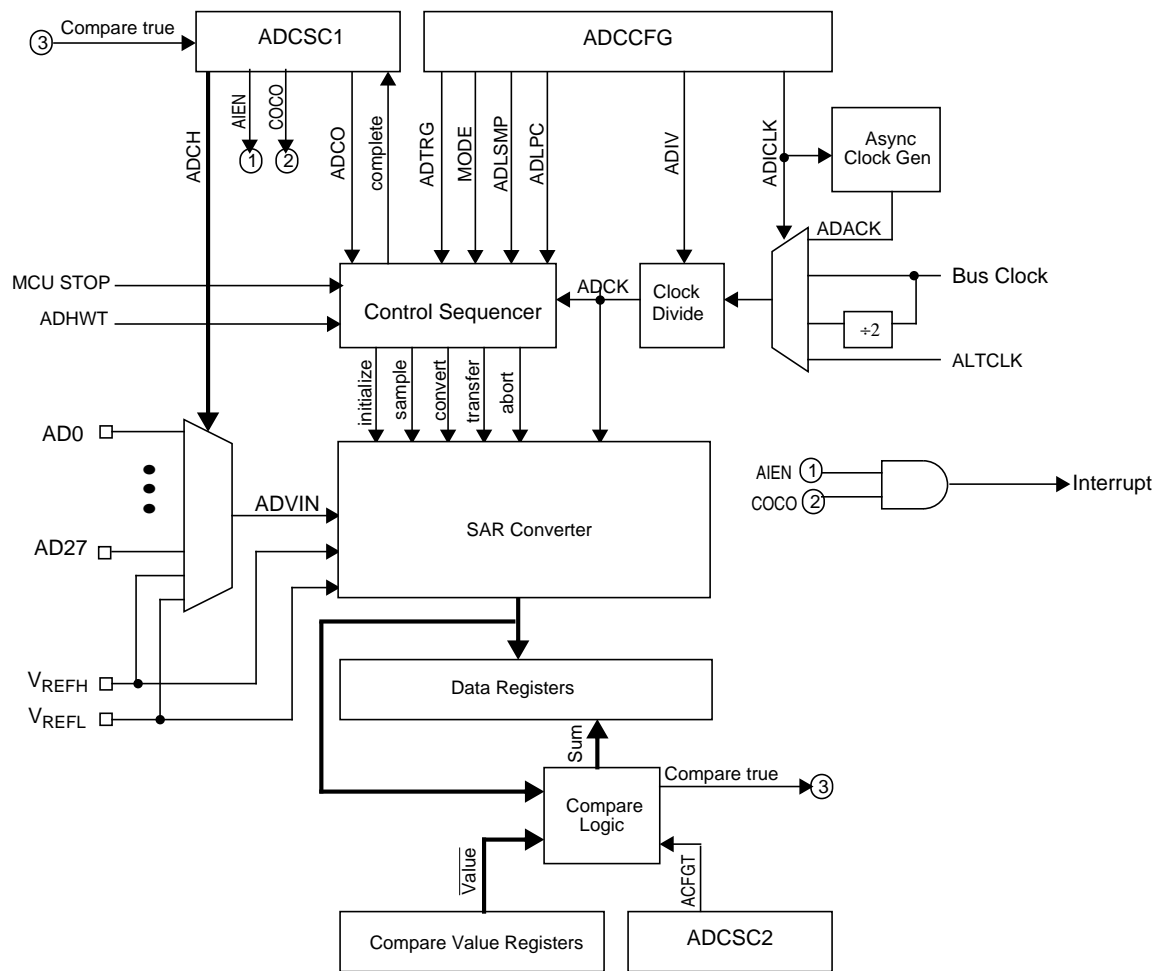 3 Compare true
ADCSC1
ADCCFG
ADCH
AIEN
COCO
1
2
ADCO
complete
ADTRG
MODE
ADLSMP
ADLPC
ADIV
ADICLK
Async
Clock Gen
ADACK
MCU STOP
ADHWT
Control Sequencer
ADCK
Clock
Divide
Bus Clock
÷2
ALTCLK
initialize
sample
convert
transfer
abort
AD0
AD27
ADVIN
SAR Converter
AIEN 1
COCO 2
Interrupt
VREFH
VREFL
Data Registers
Sum
Compare
Logic
Compare true
3
Value
ACFGT
Compare Value Registers
ADCSC2